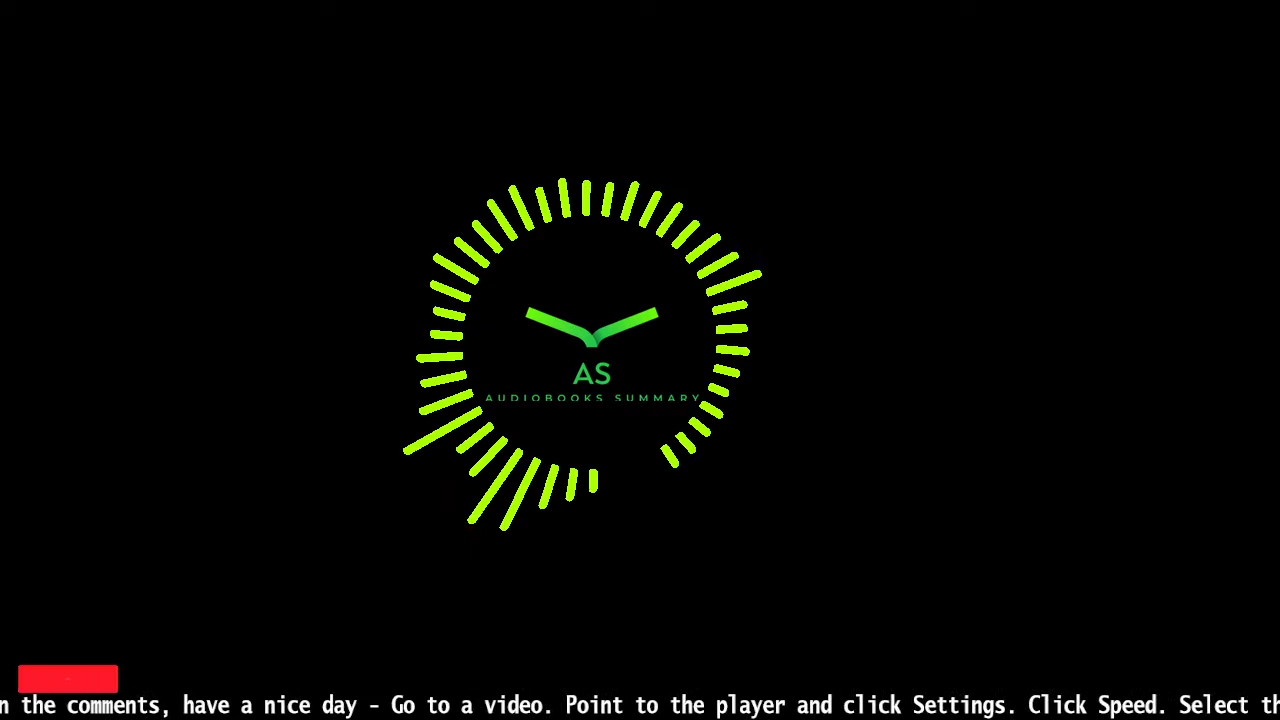 AS
AUDIOBOOKS SUMMARY
the comments, have a nice day - Go to a video. Point to the player and click Settings. Click Speed. Select